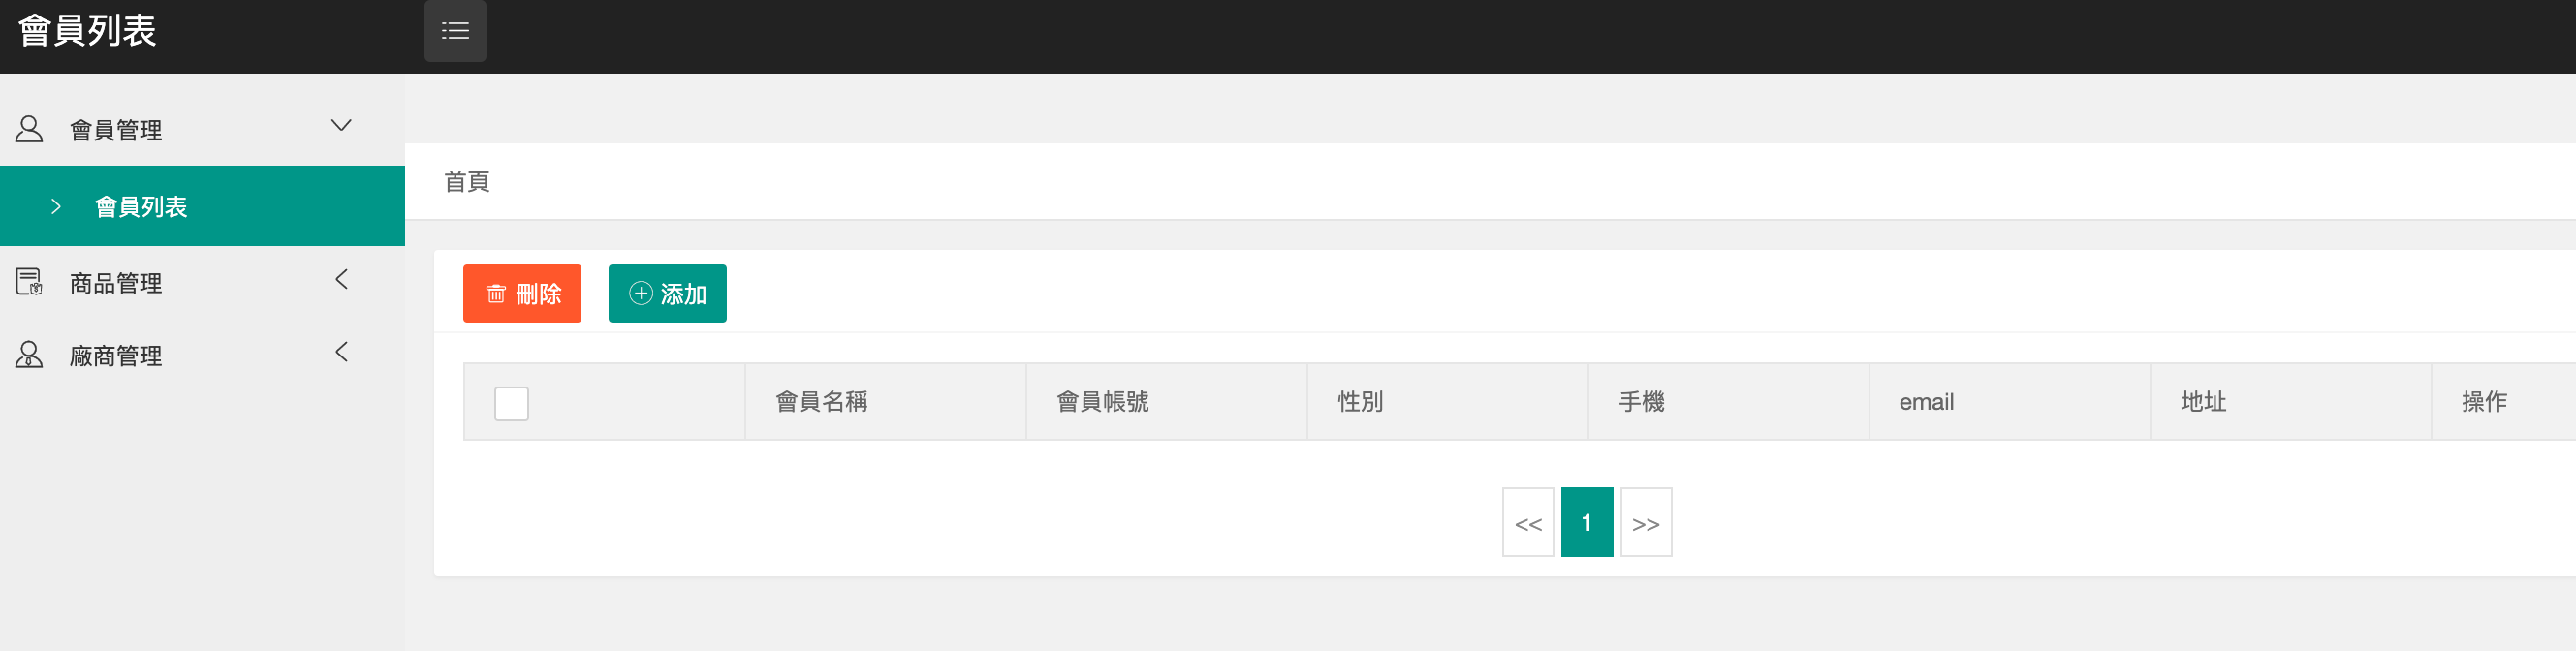 會員列表
會員管理
會員列表
商品管理
廠商管理
首頁
刪除 添加
會員名稱 會員帳號 性別 手機 email 地址 操作
<< 1 >>